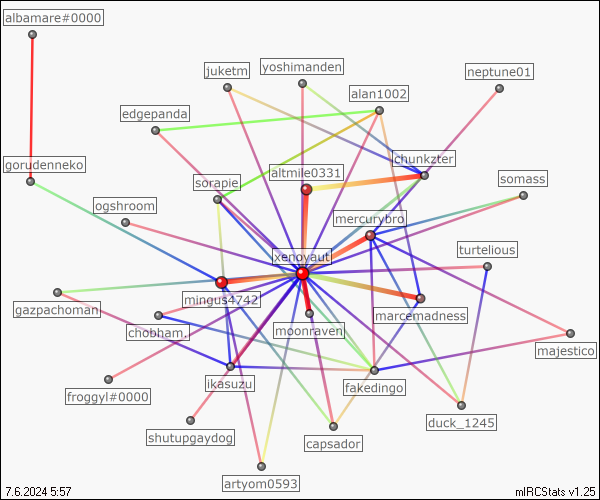 albamare#0000
juketm
yoshimanden
neptune01
alan1002
edgepanda
gorudenneko
chunkzter
altmile0331
sorapie
somass
ogshroom
mercurybro
xenovaut
turtelious
mingus4742
gazpachoman
marcemadness
moonraven
chobham.
majestico
ikasuzu
fakedingo
froggyl#0000
duck_1245
shutupgaydog
capsador
artyom0593
7.6.2024 5:57
mIRCStats v1.25